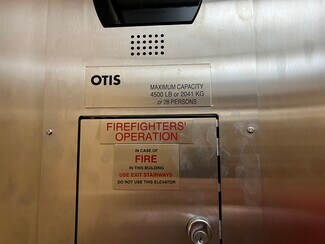 OTIS
MAXIMUM CAPACITY
4500 LB or 2041 KG
or 28 PERSONS
FIREFIGHTERS'
OPERATION
IN CASE OF
FIRE
IN THIS BUILDING
USE EXIT STAIRWAYS
DO NOT USE THIS ELEVATOR